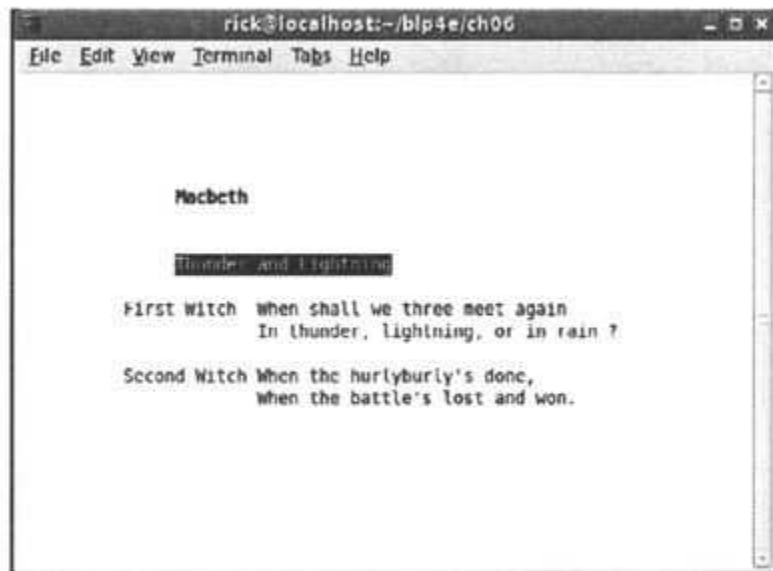 rick@localhost:~/blp4e/ch06
File Edit View Terminal Tabs Help
Macbeth
Thunder and Lightning
First Witch When shall we three meet again
In thunder, lightning, or in rain ?
Second Witch When the hurlyburly's done,
When the battle's lost and won.